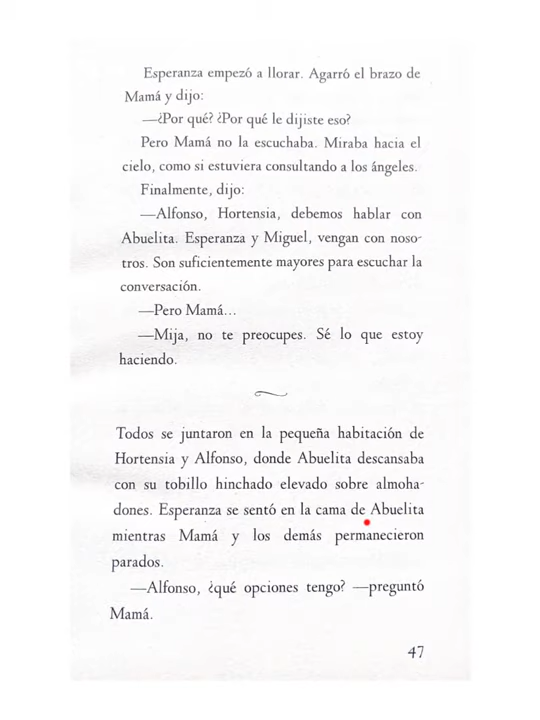 Esperanza empezó a llorar. Agarró el brazo de
Mamá y dijo:
—¿Por qué? ¿Por qué le dijiste eso?
Pero Mamá no la escuchaba. Miraba hacia el
cielo, como si estuviera consultando a los ángeles.
Finalmente, dijo:
—Alfonso, Hortensia, debemos hablar con
Abuelita. Esperanza y Miguel, vengan con noso-
tros. Son suficientemente mayores para escuchar la
conversación.
—Pero Mamá...
—Mija, no te preocupes. Sé lo que estoy
haciendo.
Todos se juntaron en la pequeña habitación de
Hortensia y Alfonso, donde Abuelita descansaba
con su tobillo hinchado elevado sobre almoha-
dones. Esperanza se sentó en la cama de Abuelita
mientras Mamá y los demás permanecieron
parados.
—Alfonso, ¿qué opciones tengo? —preguntó
Mamá.
47